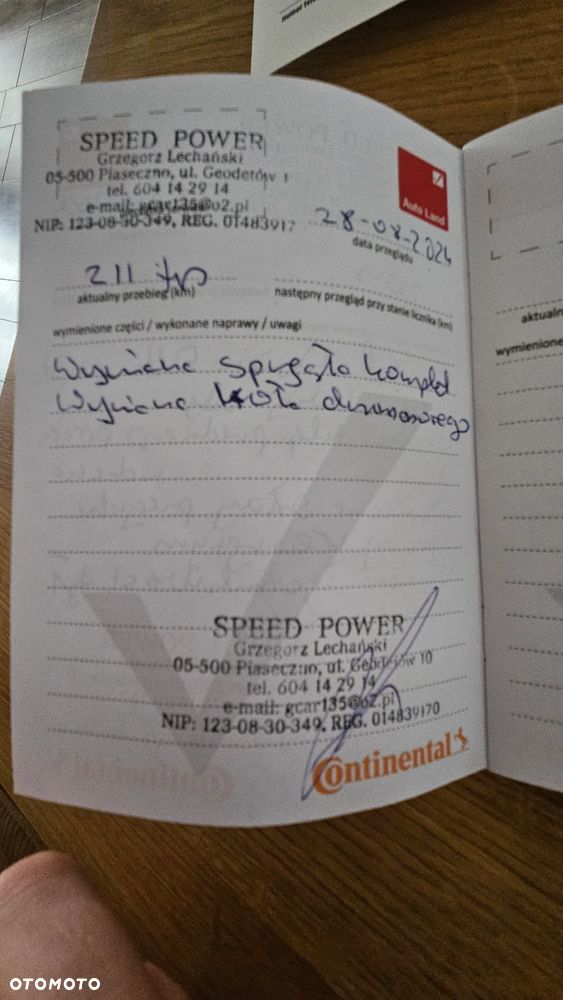 SPEED POWER
Grzegorz Lechański
05-500 Piaseczno, ul. Geodetów 1
tel. 604 14 29 14
e-mail: gcar135@o2.pl
NIP: 123-08-30-349, REG. 01483917
Auto Land
28-08-2024
data przeglądu
211 tys
aktualny przebieg (km)
następny przegląd przy stanie licznika (km)
wymienione części / wykonane naprawy / uwagi
Wymiana sprzęgła komplet
Wymiana koła dwumasowego
SPEED POWER
Grzegorz Lechański
05-500 Piaseczno, ul. Geodetów 10
tel. 604 14 29 14
e-mail: gcar135@o2.pl
NIP: 123-08-30-349, REG. 014839170
Continental
aktualn
wymienione
OTOMOTO